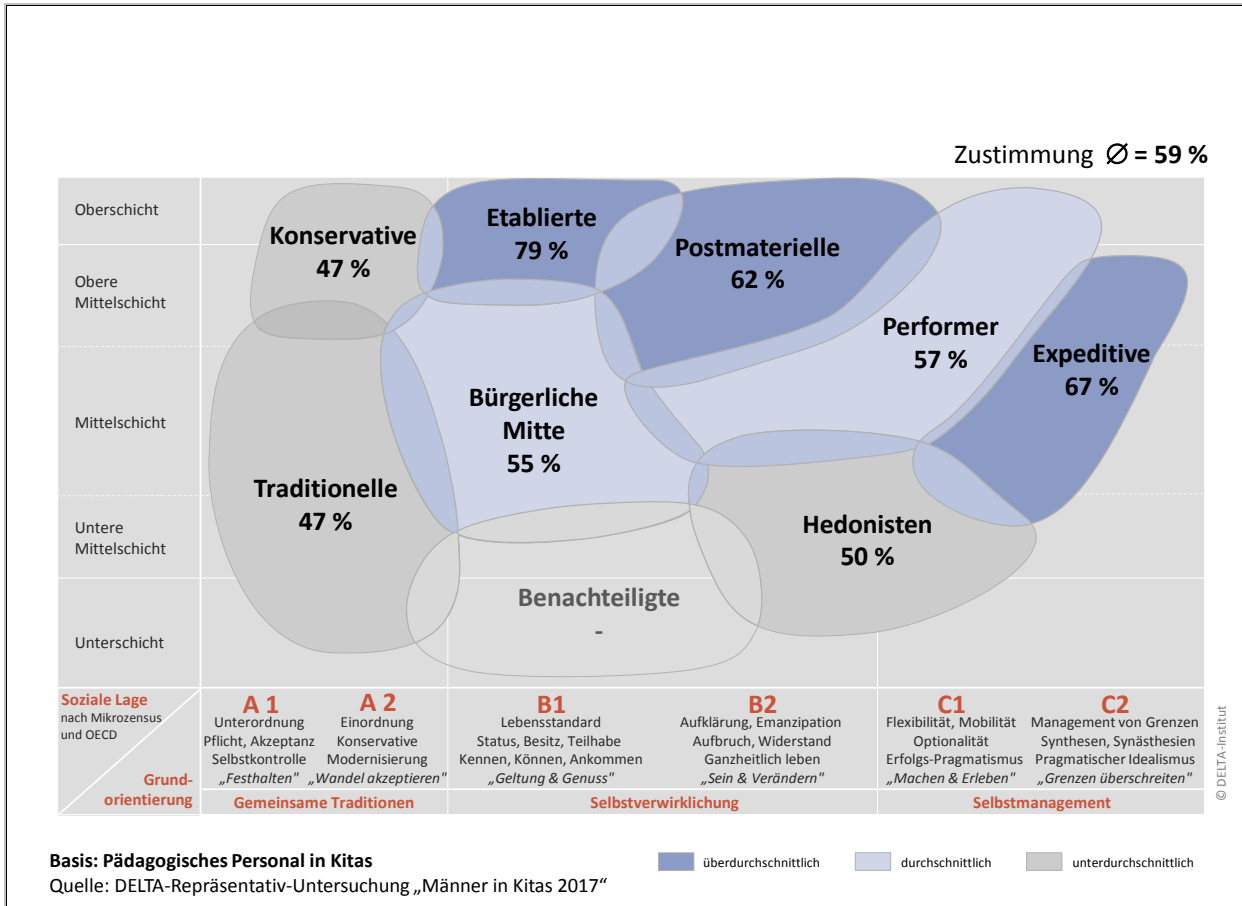 Zustimmung Ø = 59 %
Oberschicht
Konservative
47 %
Etablierte
79 %
Postmaterielle
62 %
Obere
Mittelschicht
Performer
57 %
Expeditive
67 %
Mittelschicht
Bürgerliche
Mitte
55 %
Traditionelle
47 %
Untere
Mittelschicht
Hedonisten
50 %
Benachteiligte
-
Unterschicht
Soziale Lage
nach Mikrozensus
und OECD
Grund-
orientierung
A 1
Unterordnung
Pflicht, Akzeptanz
Selbstkontrolle
„Festhalten"
A 2
Einordnung
Konservative
Modernisierung
„Wandel akzeptieren"
B1
Lebensstandard
Status, Besitz, Teilhabe
Kennen, Können, Ankommen
„Geltung & Genuss"
B2
Aufklärung, Emanzipation
Aufbruch, Widerstand
Ganzheitlich leben
„Sein & Verändern"
C1
Flexibilität, Mobilität
Optionalität
Erfolgs-Pragmatismus
„Machen & Erleben"
C2
Management von Grenzen
Synthesen, Synästhesien
Pragmatischer Idealismus
„Grenzen überschreiten"
Gemeinsame Traditionen
Selbstverwirklichung
Selbstmanagement
© DELTA-Institut
Basis: Pädagogisches Personal in Kitas
Quelle: DELTA-Repräsentativ-Untersuchung „Männer in Kitas 2017“
überdurchschnittlich
durchschnittlich
unterdurchschnittlich